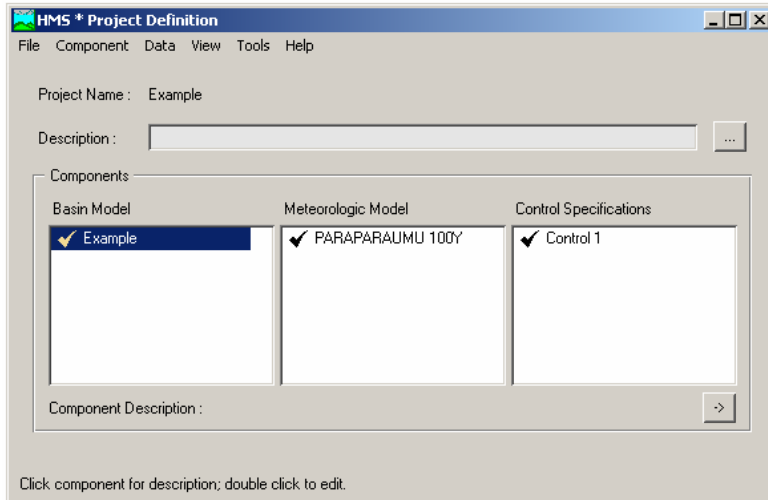 HMS * Project Definition
File Component Data View Tools Help
Project Name : Example
Description : ...
Components
Basin Model Meteorologic Model Control Specifications
Example PARAPARAUMU 100Y Control 1
Component Description : ->
Click component for description; double click to edit.